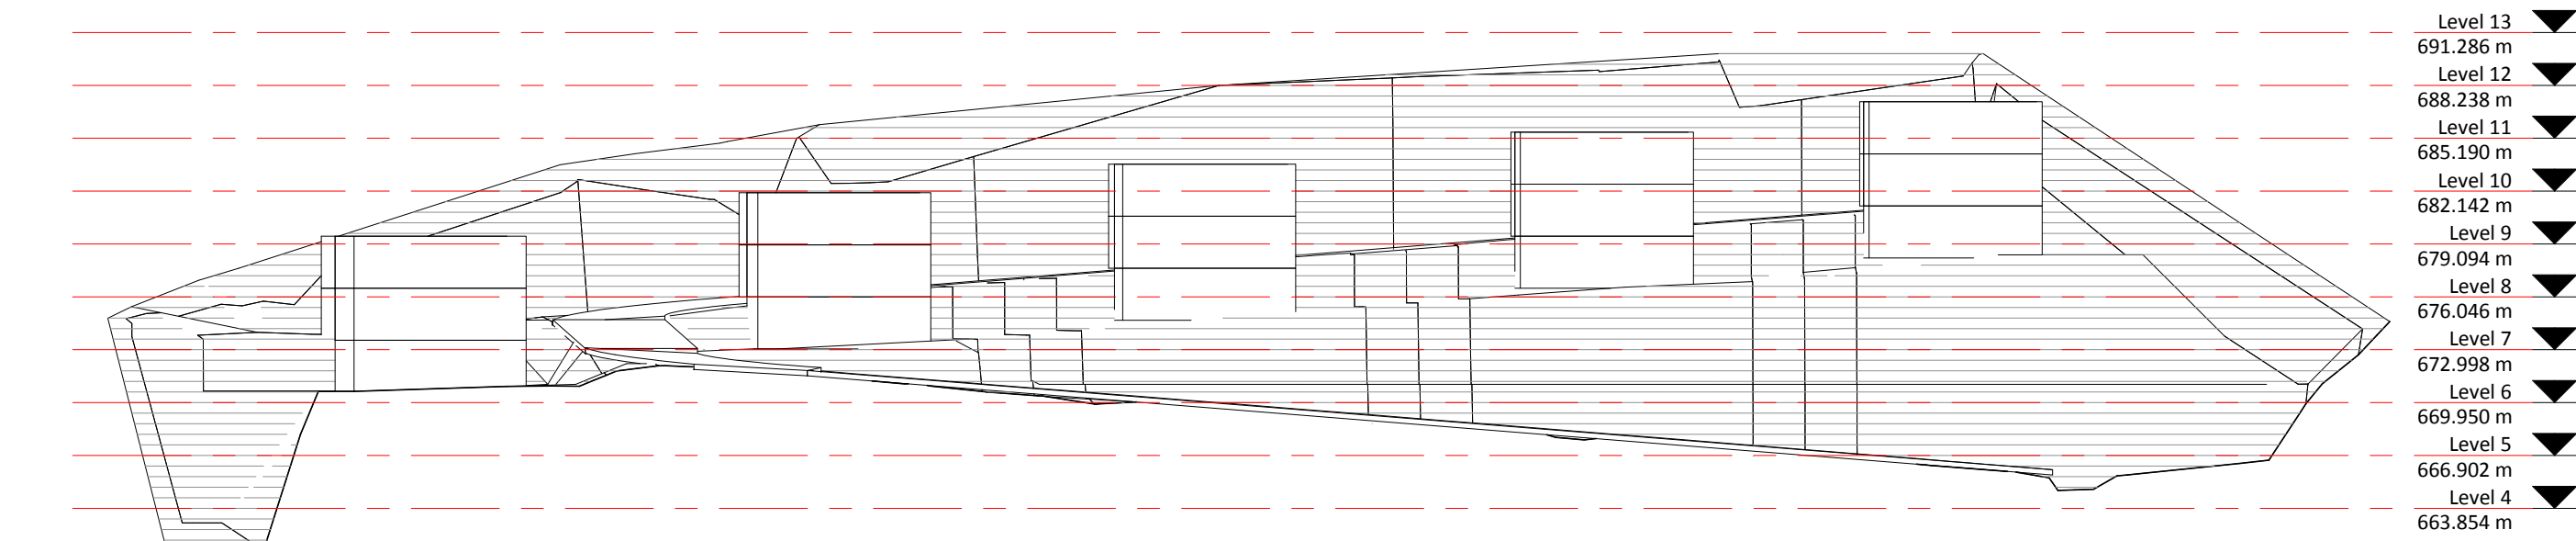 Level 13
691.286 m
Level 12
688.238 m
Level 11
685.190 m
Level 10
682.142 m
Level 9
679.094 m
Level 8
676.046 m
Level 7
672.998 m
Level 6
669.950 m
Level 5
666.902 m
Level 4
663.854 m